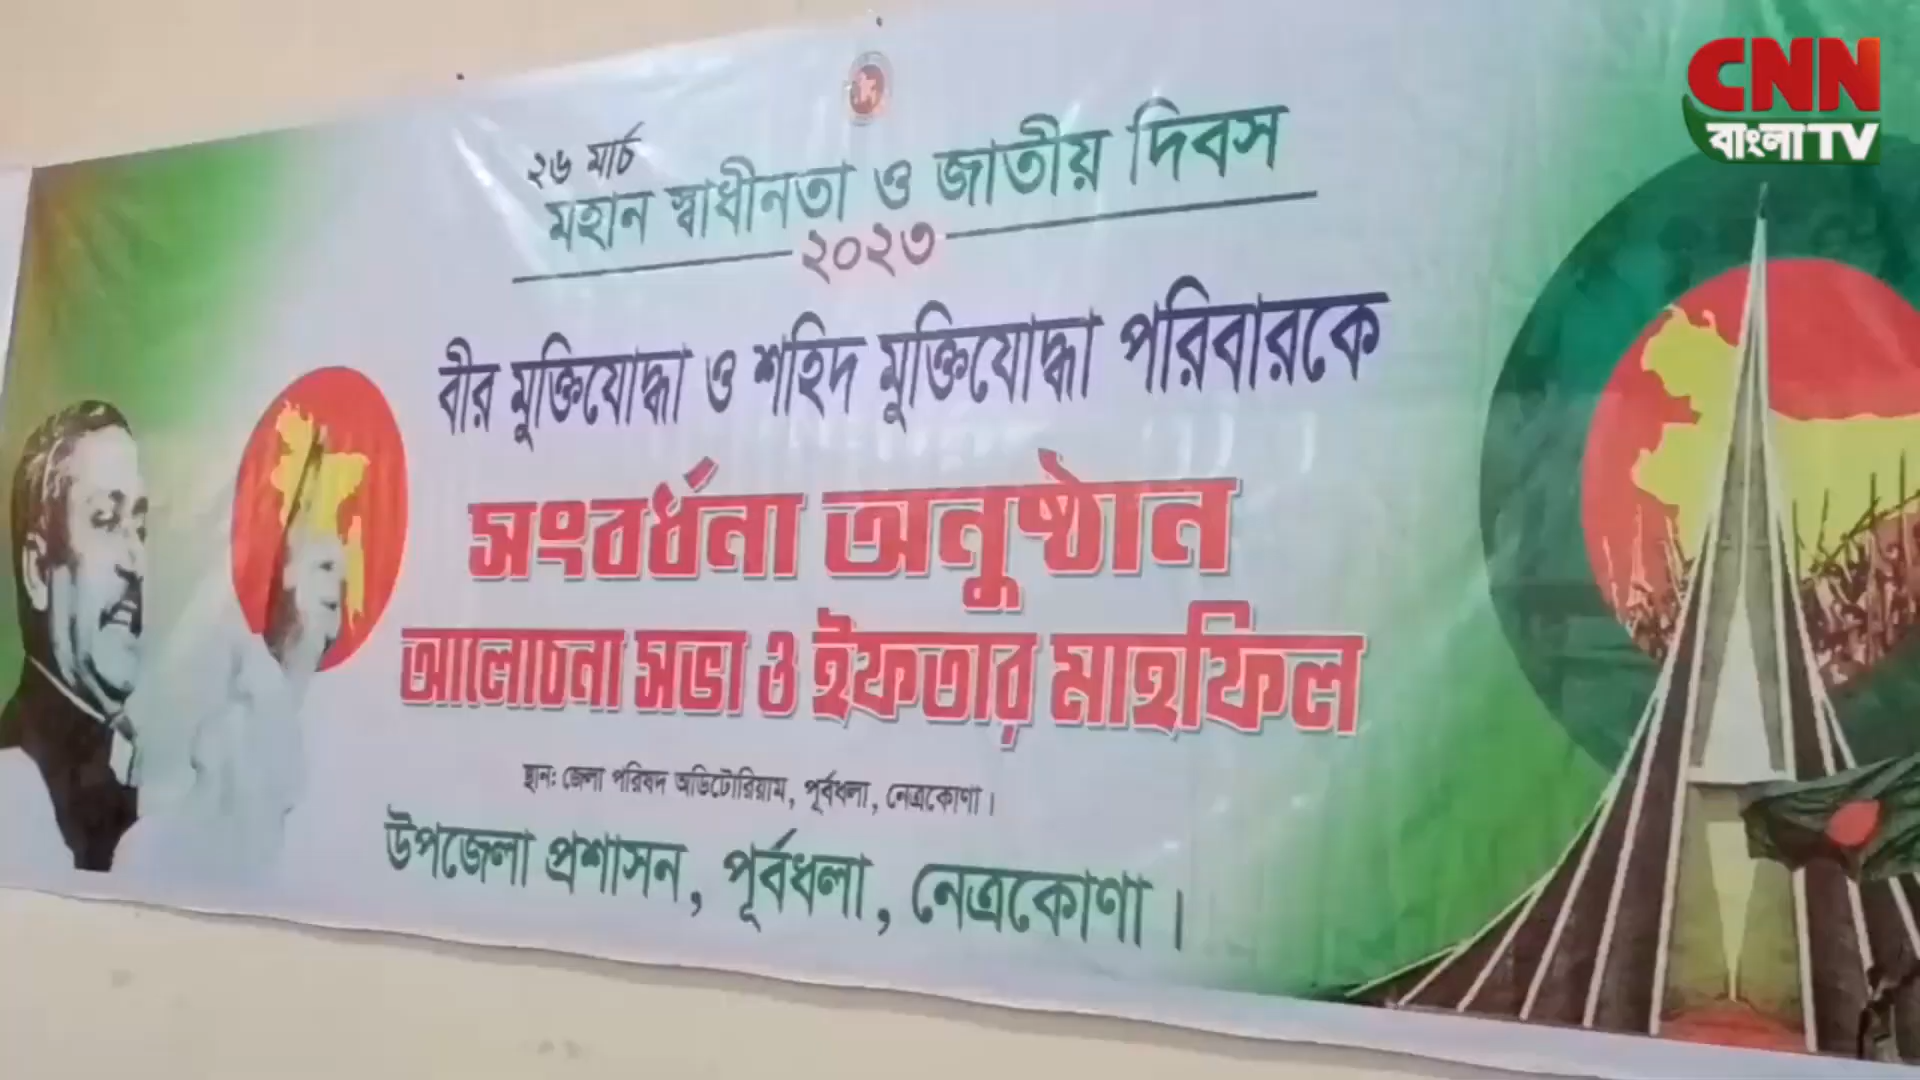 CNN
বাংলা TV
২৬ মার্চ
মহান স্বাধীনতা ও জাতীয় দিবস
২০২৩
বীর মুক্তিযোদ্ধা ও শহিদ মুক্তিযোদ্ধা পরিবারকে
সংবর্ধনা অনুষ্ঠান
আলোচনা সভা ও ইফতার মাহফিল
স্থান: জেলা পরিষদ অডিটোরিয়াম, পূর্বধলা, নেত্রকোণা।
উপজেলা প্রশাসন, পূর্বধলা, নেত্রকোণা।